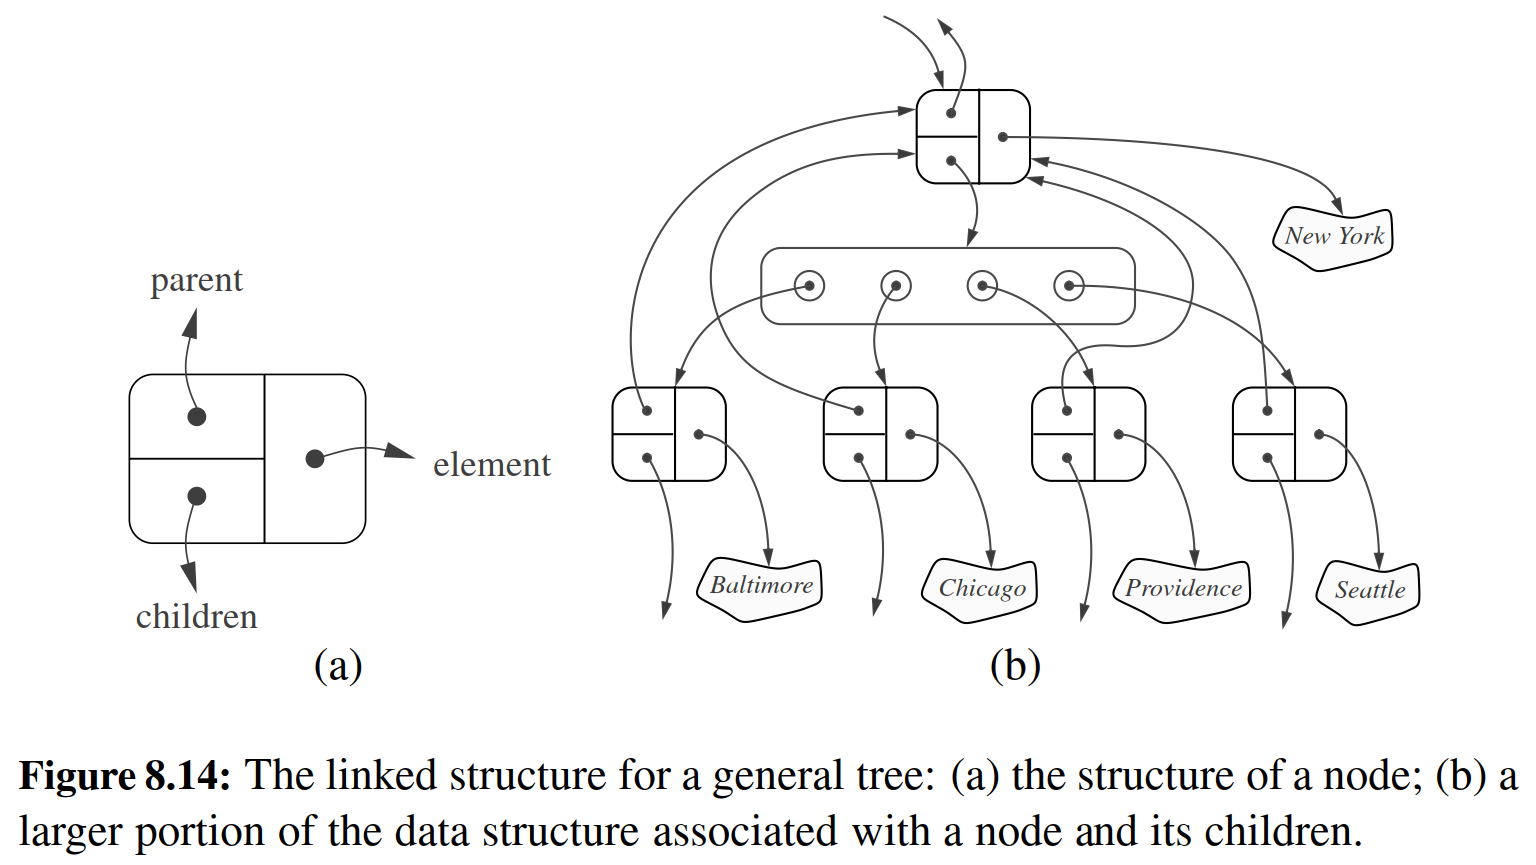 parent
element
children
(a)
New York
Baltimore
Chicago
Providence
Seattle
(b)
Figure 8.14: The linked structure for a general tree: (a) the structure of a node; (b) a
larger portion of the data structure associated with a node and its children.